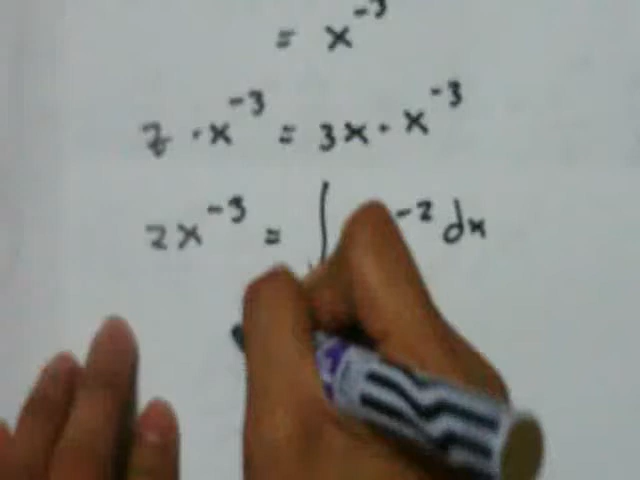 = x⁻³
z · x⁻³ = 3x · x⁻³
zx⁻³ = ∫ ⁻² dx